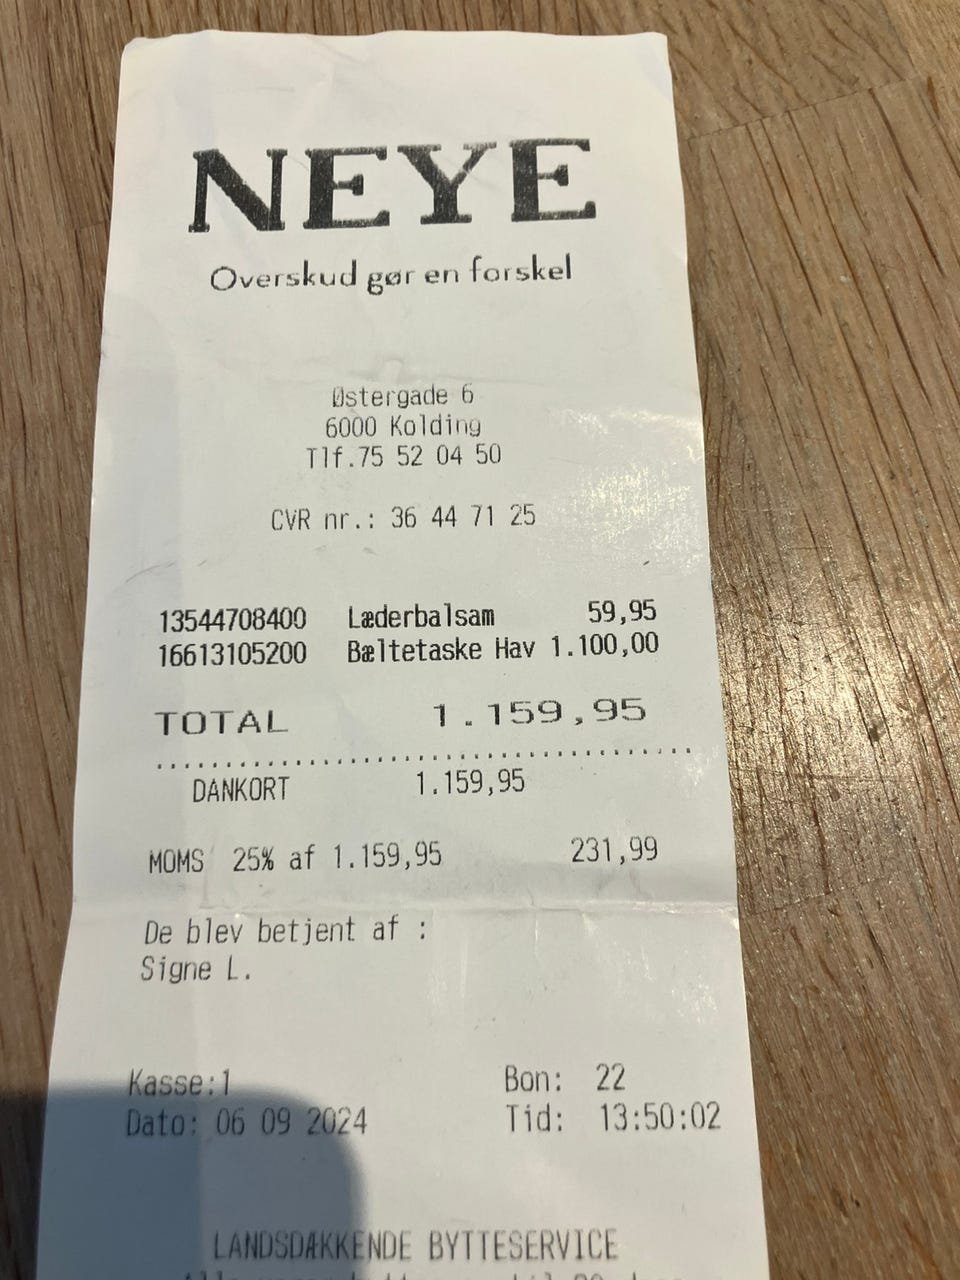 NEYE
Overskud gør en forskel
Østergade 6
6000 Kolding
Tlf.75 52 04 50
CVR nr.: 36 44 71 25
13544708400 Læderbalsam 59,95
16613105200 Bæltetaske Hav 1.100,00
TOTAL 1.159,95
DANKORT 1.159,95
MOMS 25% af 1.159,95 231,99
De blev betjent af :
Signe L.
Kasse:1 Bon: 22
Dato: 06 09 2024 Tid: 13:50:02
LANDSDÆKKENDE BYTTESERVICE